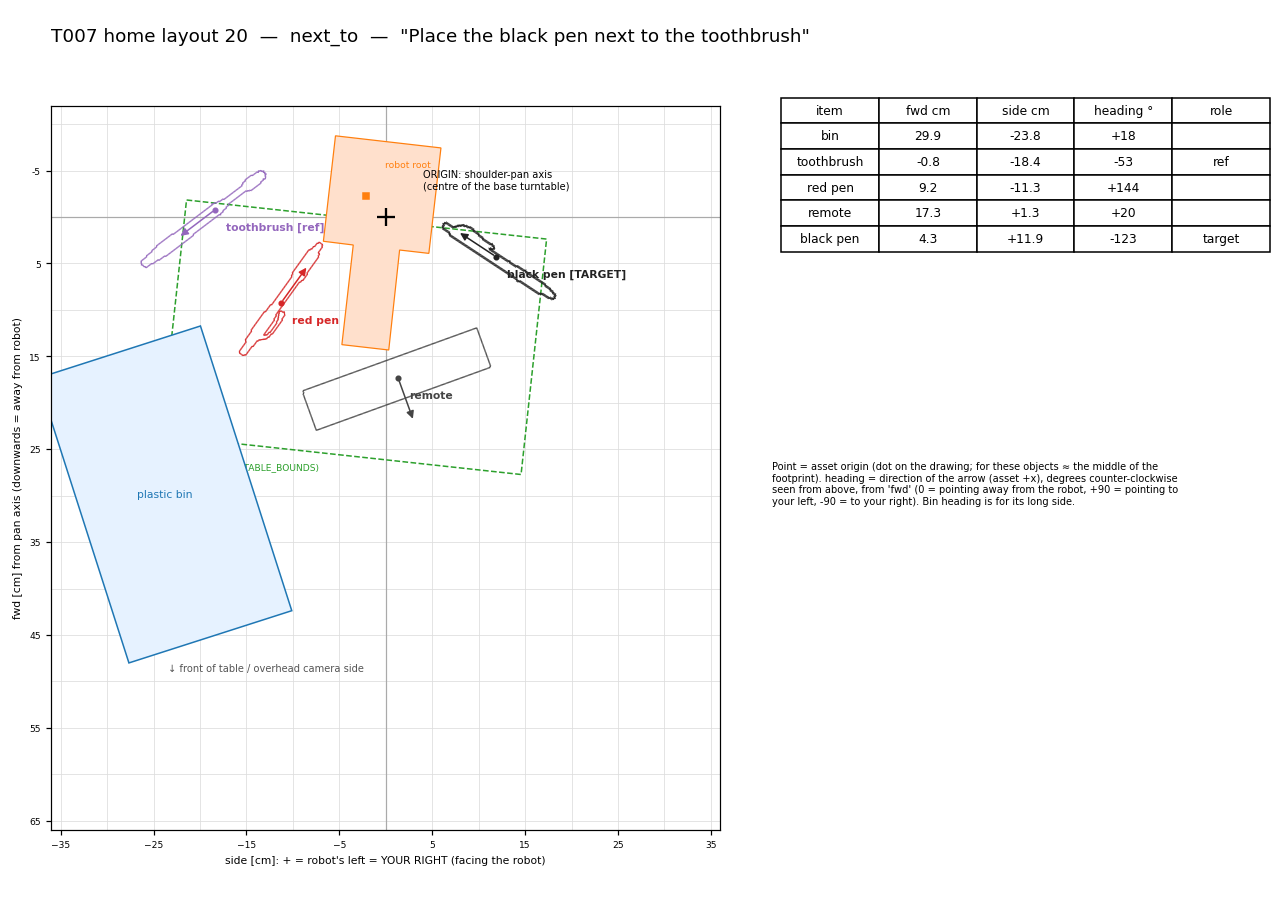 T007 home layout 20 — next_to — "Place the black pen next to the toothbrush"
item fwd cm side cm heading ° role
bin 29.9 -23.8 +18
toothbrush -0.8 -18.4 -53 ref
red pen 9.2 -11.3 +144
remote 17.3 +1.3 +20
black pen 4.3 +11.9 -123 target
robot root
ORIGIN: shoulder-pan axis
(centre of the base turntable)
toothbrush [ref]
black pen [TARGET]
red pen
remote
TABLE_BOUNDS)
plastic bin
↓ front of table / overhead camera side
fwd [cm] from pan axis (downwards = away from robot)
-5
5
15
25
35
45
55
65
−35 −25 −15 −5 5 15 25 35
side [cm]: + = robot's left = YOUR RIGHT (facing the robot)
Point = asset origin (dot on the drawing; for these objects ≈ the middle of the
footprint). heading = direction of the arrow (asset +x), degrees counter-clockwise
seen from above, from 'fwd' (0 = pointing away from the robot, +90 = pointing to
your left, -90 = to your right). Bin heading is for its long side.